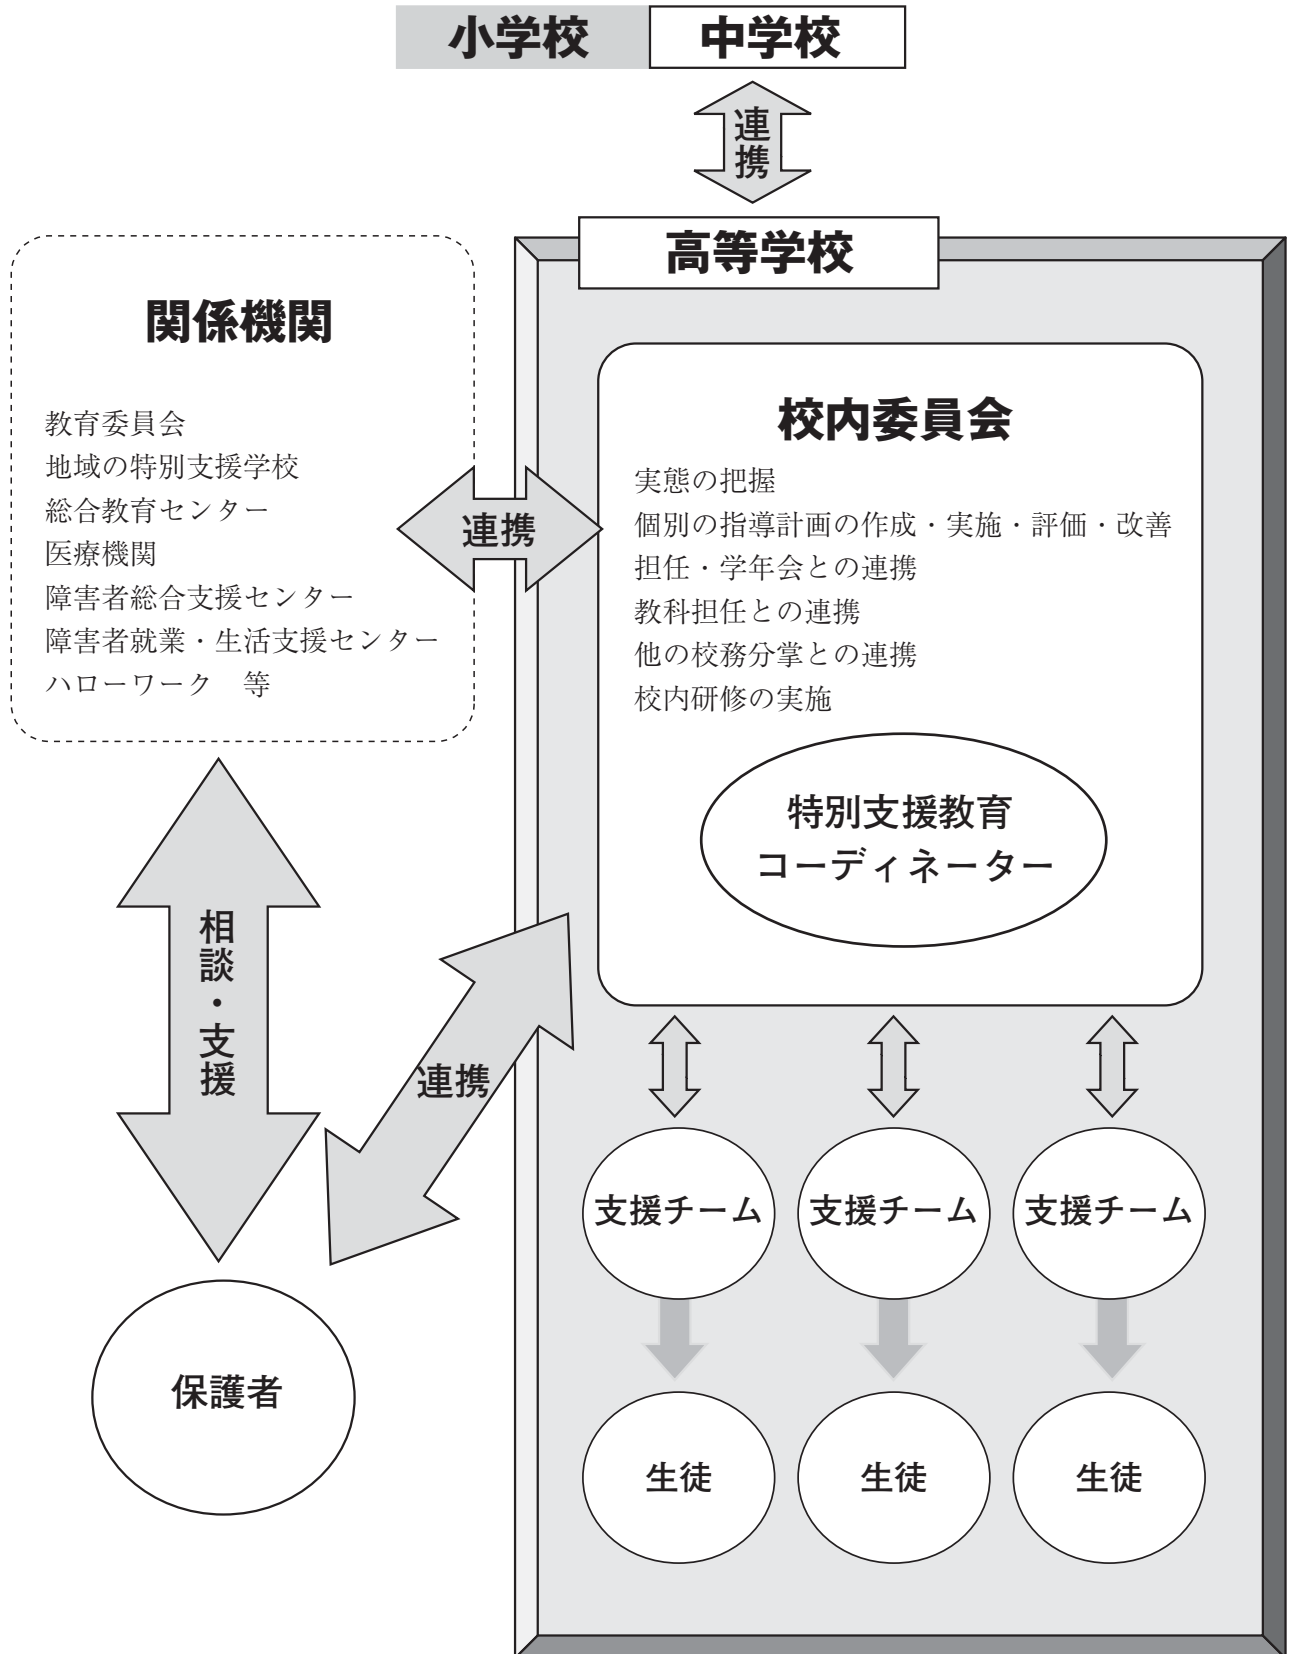 小学校
中学校
連携
高等学校
関係機関
教育委員会
地域の特別支援学校
総合教育センター
医療機関
障害者総合支援センター
障害者就業・生活支援センター
ハローワーク　等
連携
校内委員会
実態の把握
個別の指導計画の作成・実施・評価・改善
担任・学年会との連携
教科担任との連携
他の校務分掌との連携
校内研修の実施
特別支援教育
コーディネーター
相談・支援
連携
支援チーム
支援チーム
支援チーム
保護者
生徒
生徒
生徒